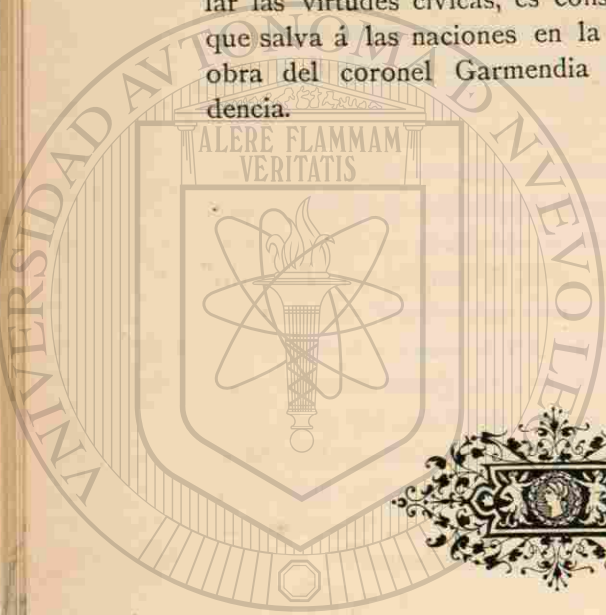 lar las virtudes cívicas, es cons
que salva á las naciones en la
obra del coronel Garmendia
dencia.
ALERE FLAMMAM
VERITATIS
UNIVERSIDAD AUTONOMA DE NUEVO LE